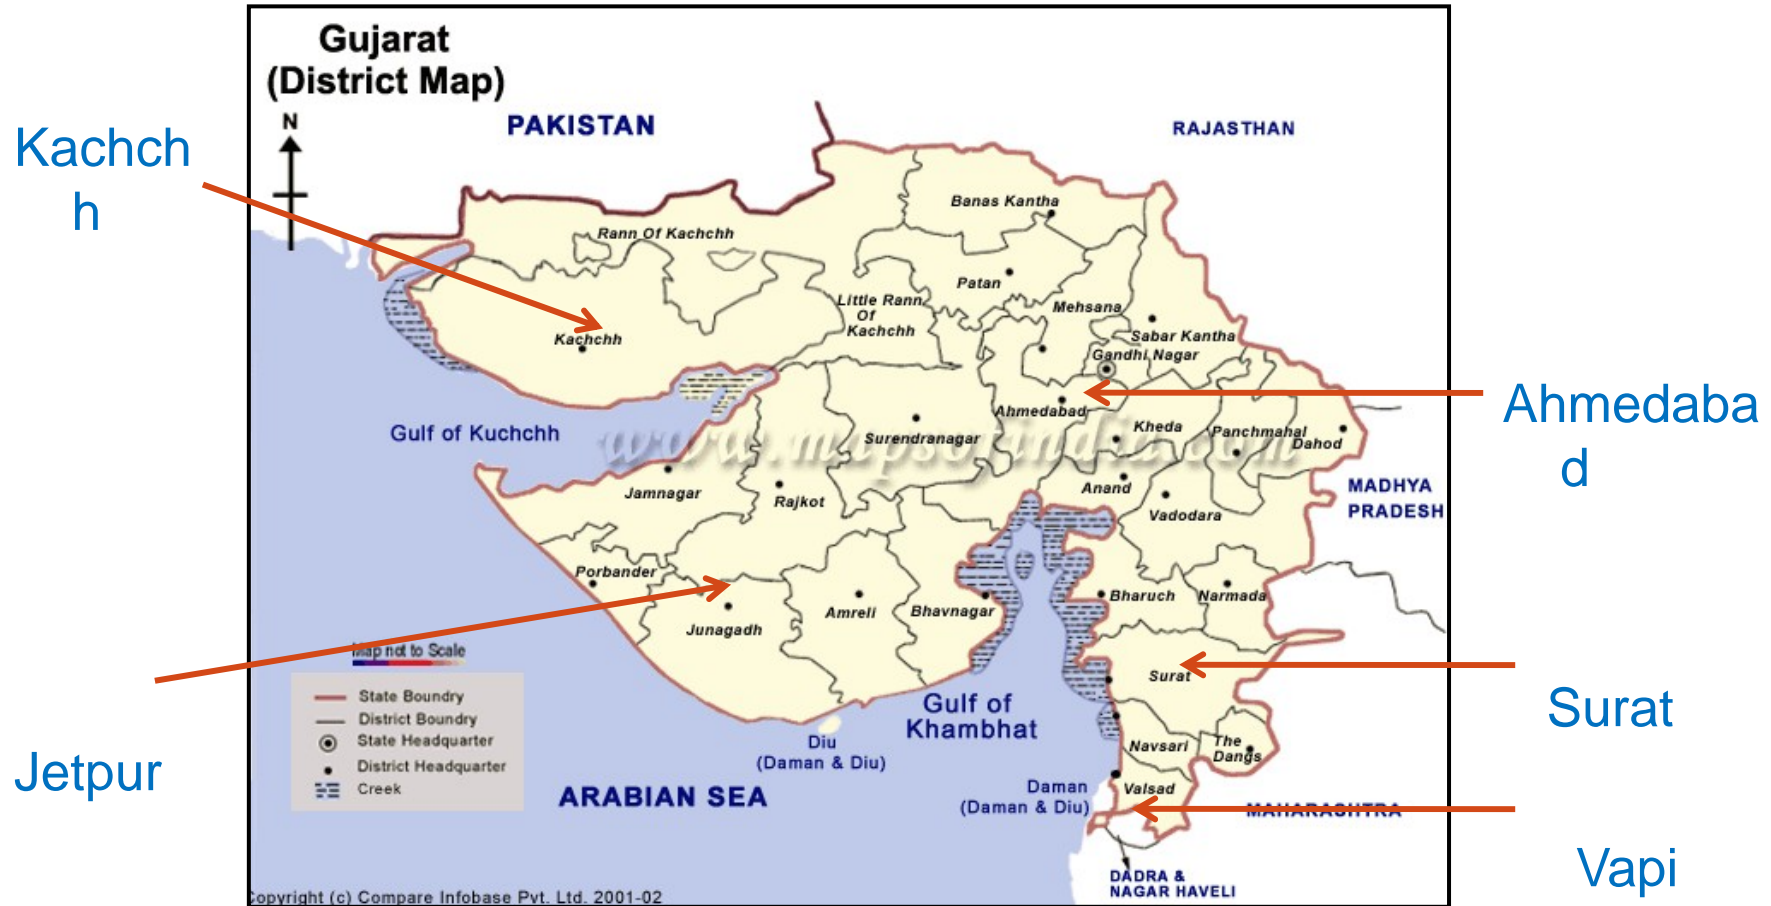 Gujarat
(District Map)
N
PAKISTAN
RAJASTHAN
Kachch
h
Banas Kantha
Rann Of Kachchh
Patan
Little Rann
Of
Kachchh
Mehsana
Kachchh
Sabar Kantha
Gandhi Nagar
Ahmedaba
d
Ahmedabad
Gulf of Kuchchh
www.mapsofindia.com
Surendranagar
Kheda
Panchmahal
Dahod
Jamnagar
Rajkot
Anand
Vadodara
MADHYA
PRADESH
Porbander
Junagadh
Amreli
Bhavnagar
Bharuch
Narmada
Map not to Scale
State Boundry
District Boundry
State Headquarter
District Headquarter
Creek
Surat
Surat
Gulf of
Khambhat
Diu
(Daman & Diu)
Navsari
The
Dangs
Jetpur
ARABIAN SEA
Daman
(Daman & Diu)
Valsad
MAHARASHTRA
Vapi
DADRA &
NAGAR HAVELI
Copyright (c) Compare Infobase Pvt. Ltd. 2001-02